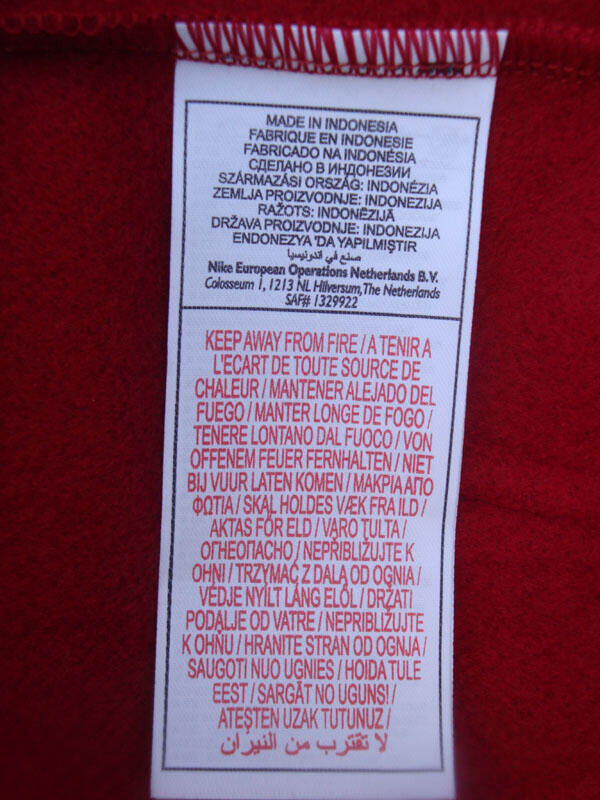 MADE IN INDONESIA
FABRIQUE EN INDONESIE
FABRICADO NA INDONÉSIA
СДЕЛАНО В ИНДОНЕЗИИ
SZÁRMAZÁSI ORSZÁG: INDONÉZIA
ZEMLJA PROIZVODNJE: INDONEZIJA
RAŽOTS: INDONĒZIJĀ
DRŽAVA PROIZVODNJE: INDONEZIJA
ENDONEZYA 'DA YAPILMIŞTIR
صنع في اندونيسيا
Nike European Operations Netherlands B.V.
Colosseum 1, 1213 NL Hilversum, The Netherlands
SAF# 1329922
KEEP AWAY FROM FIRE / A TENIR A
L'ECART DE TOUTE SOURCE DE
CHALEUR / MANTENER ALEJADO DEL
FUEGO / MANTER LONGE DE FOGO /
TENERE LONTANO DAL FUOCO / VON
OFFENEM FEUER FERNHALTEN / NIET
BIJ VUUR LATEN KOMEN / ΜΑΚΡΙΑ ΑΠΟ
ΦΩΤΙΑ / SKAL HOLDES VÆK FRA ILD /
AKTAS FÖR ELD / VARO TULTA /
ОГНЕОПАСНО / NEPŘIBLIŽUJTE K
OHNI / TRZYMAĆ Z DALA OD OGNIA /
VÉDJE NYÍLT LÁNG ELŐL / DRŽATI
PODALJE OD VATRE / NEPRIBLIŽUJTE
K OHŇU / HRANITE STRAN OD OGNJA /
SAUGOTI NUO UGNIES / HOIDA TULE
EEST / SARGĀT NO UGUNS! /
ATEŞTEN UZAK TUTUNUZ /
لا تقترب من النيران